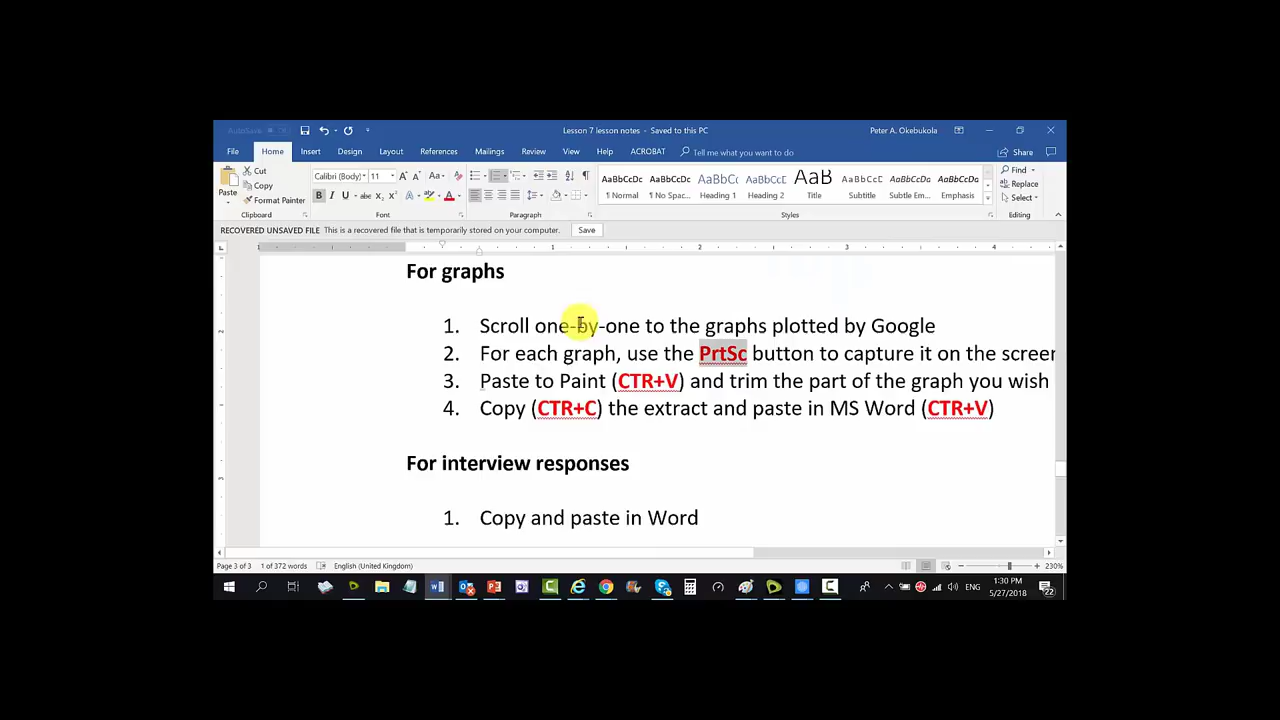 AutoSave
Lesson 7 lesson notes - Saved to this PC
Peter A. Okebukola
File Home Insert Design Layout References Mailings Review View Help ACROBAT Tell me what you want to do Share
Paste
Cut
Copy
Format Painter
Clipboard
Calibri (Body) 11
Font
Paragraph
AaBbCcDc AaBbCcDc AaBbCc AaBbCcC AaB AaBbCcC AaBbCcDc AaBbCcDc
¶ Normal ¶ No Spac... Heading 1 Heading 2 Title Subtitle Subtle Em... Emphasis
Styles
Find
Replace
Select
Editing
RECOVERED UNSAVED FILE This is a recovered file that is temporarily stored on your computer. Save
1 1 2 3 4
For graphs
1. Scroll one-by-one to the graphs plotted by Google
2. For each graph, use the PrtSc button to capture it on the screen
3. Paste to Paint (CTR+V) and trim the part of the graph you wish
4. Copy (CTR+C) the extract and paste in MS Word (CTR+V)
For interview responses
1. Copy and paste in Word
Page 3 of 3 1 of 372 words English (United Kingdom) 230%
ENG
1:30 PM
5/27/2018
22